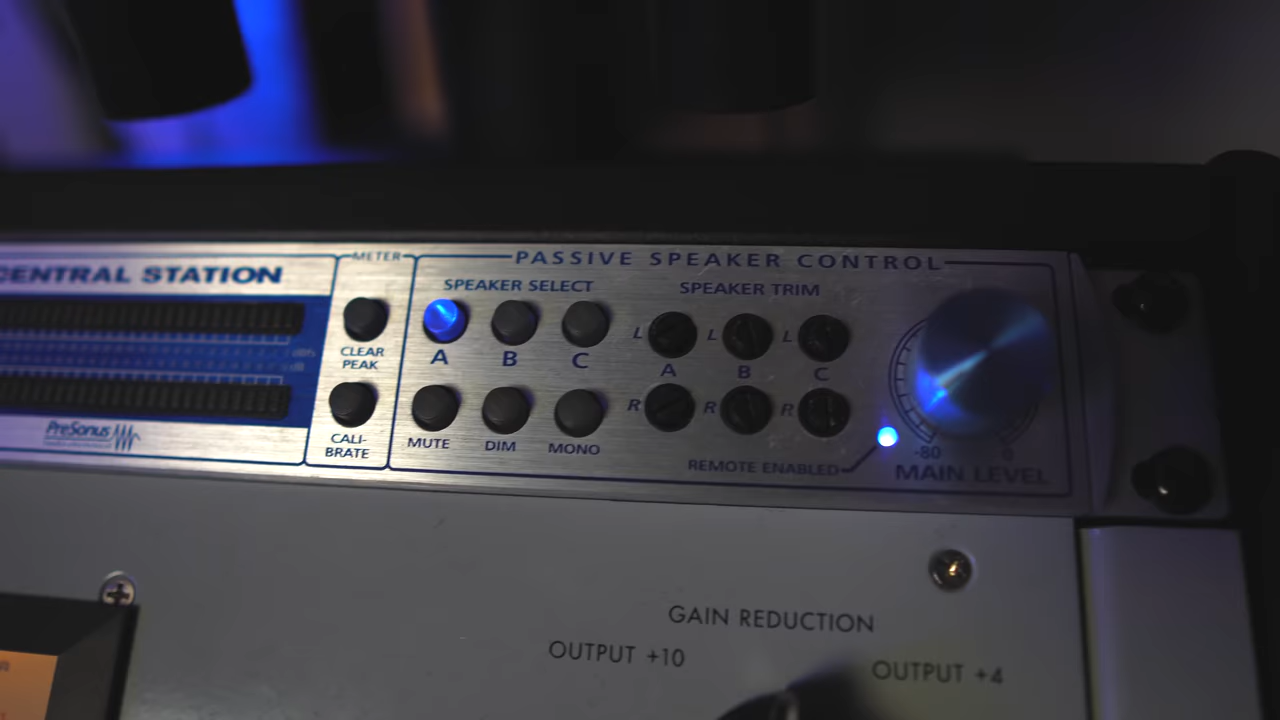 CENTRAL STATION
METER
PASSIVE SPEAKER CONTROL
SPEAKER SELECT
SPEAKER TRIM
CLEAR
PEAK
A B C
L L L
A B C
R R R
CALI-
BRATE
MUTE DIM MONO
REMOTE ENABLED
-80 0
MAIN LEVEL
PreSonus
GAIN REDUCTION
OUTPUT +10
OUTPUT +4